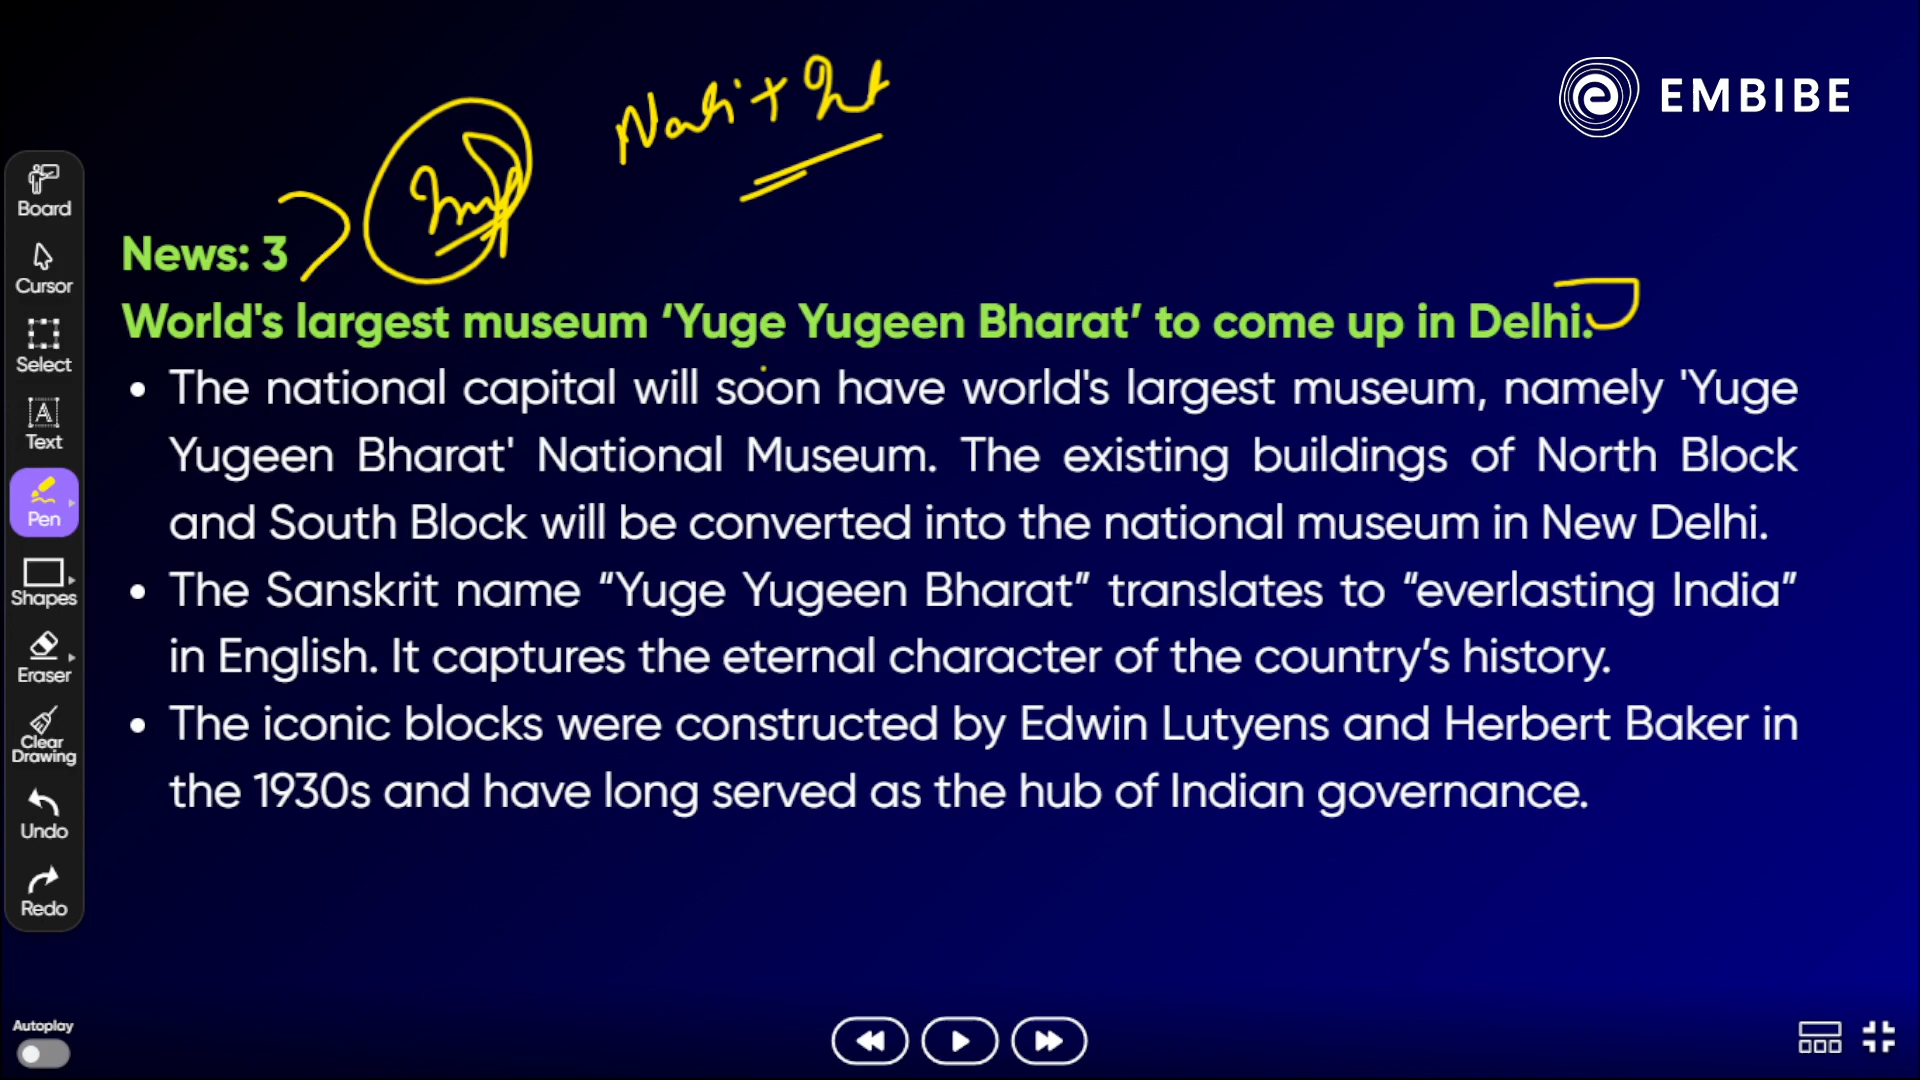 Nati + Int
EMBIBE
Imp
News: 3
World's largest museum ‘Yuge Yugeen Bharat’ to come up in Delhi.
• The national capital will soon have world's largest museum, namely 'Yuge
Yugeen Bharat' National Museum. The existing buildings of North Block
and South Block will be converted into the national museum in New Delhi.
• The Sanskrit name “Yuge Yugeen Bharat” translates to “everlasting India”
in English. It captures the eternal character of the country’s history.
• The iconic blocks were constructed by Edwin Lutyens and Herbert Baker in
the 1930s and have long served as the hub of Indian governance.
Board
Cursor
Select
Text
Pen
Shapes
Eraser
Clear
Drawing
Undo
Redo
Autoplay